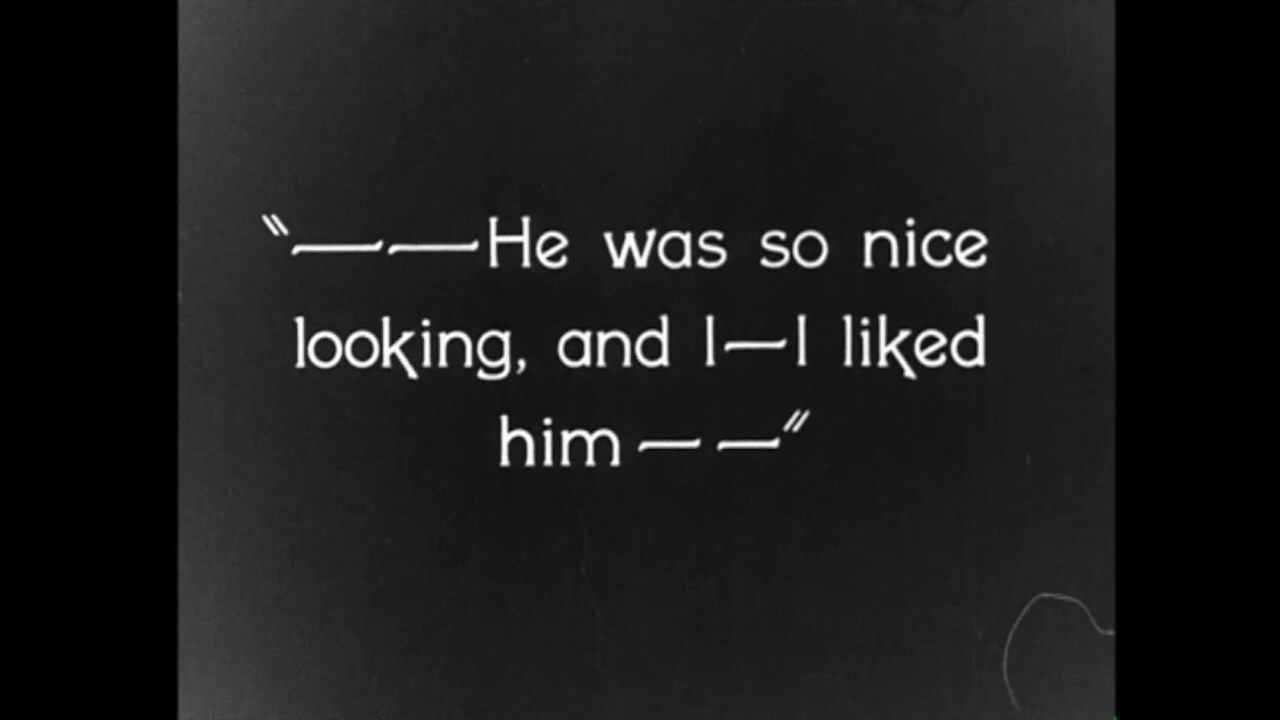 "——He was so nice
looking, and I—I liked
him — —"